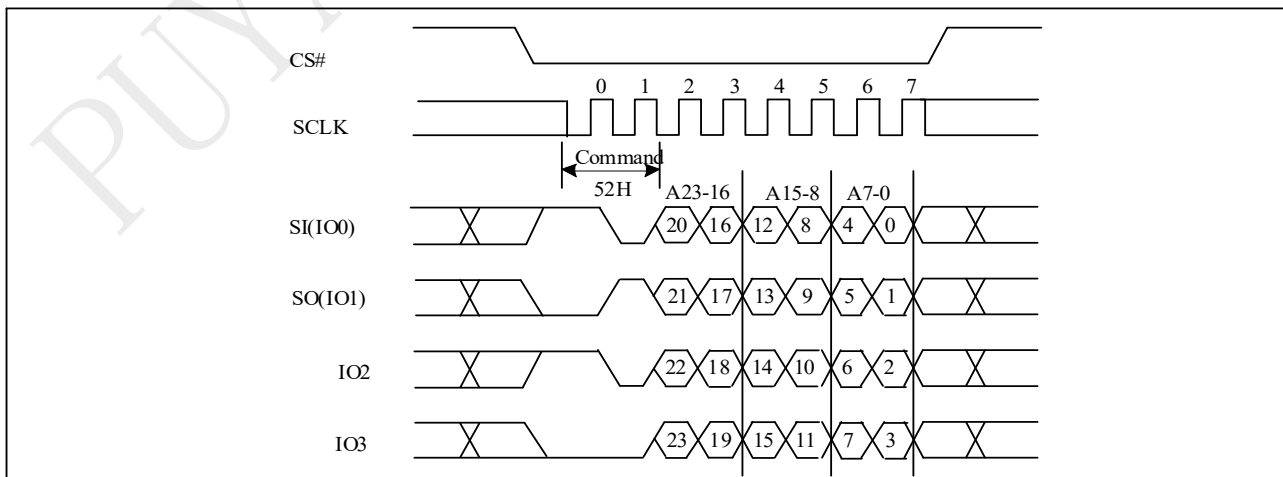 PUYA
CS#
0 1 2 3 4 5 6 7
SCLK
Command
52H A23-16 A15-8 A7-0
SI(IO0) 20 16 12 8 4 0
SO(IO1) 21 17 13 9 5 1
IO2 22 18 14 10 6 2
IO3 23 19 15 11 7 3